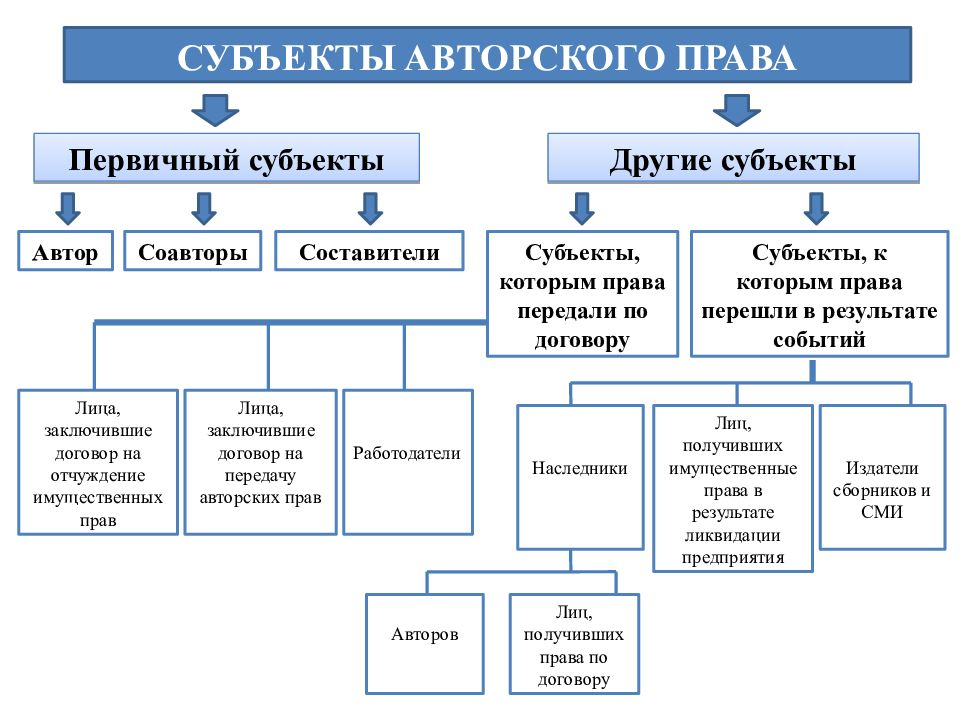 СУБЪЕКТЫ АВТОРСКОГО ПРАВА
Первичный субъекты
Другие субъекты
Автор
Соавторы
Составители
Субъекты,
которым права
передали по
договору
Субъекты, к
которым права
перешли в результате
событий
Лица,
заключившие
договор на
отчуждение
имущественных
прав
Лица,
заключившие
договор на
передачу
авторских прав
Работодатели
Наследники
Лиц,
получивших
имущественные
права в
результате
ликвидации
предприятия
Издатели
сборников и
СМИ
Авторов
Лиц,
получивших
права по
договору